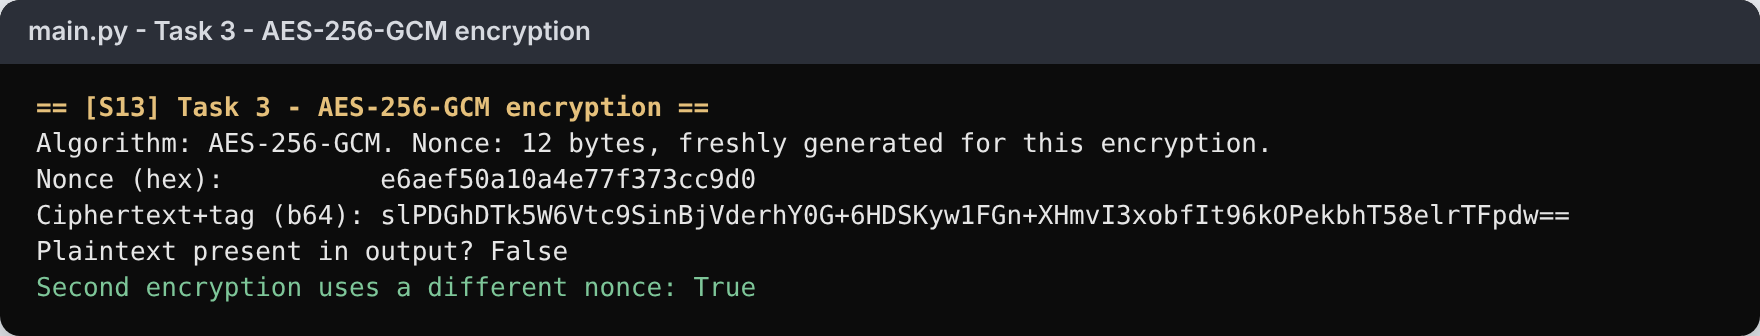 main.py - Task 3 - AES-256-GCM encryption
== [S13] Task 3 - AES-256-GCM encryption ==
Algorithm: AES-256-GCM. Nonce: 12 bytes, freshly generated for this encryption.
Nonce (hex):          e6aef50a10a4e77f373cc9d0
Ciphertext+tag (b64): slPDGhDTk5W6Vtc9SinBjVderhY0G+6HDSKyw1FGn+XHmvI3xobfIt96kOPekbhT58elrTFpdw==
Plaintext present in output? False
Second encryption uses a different nonce: True